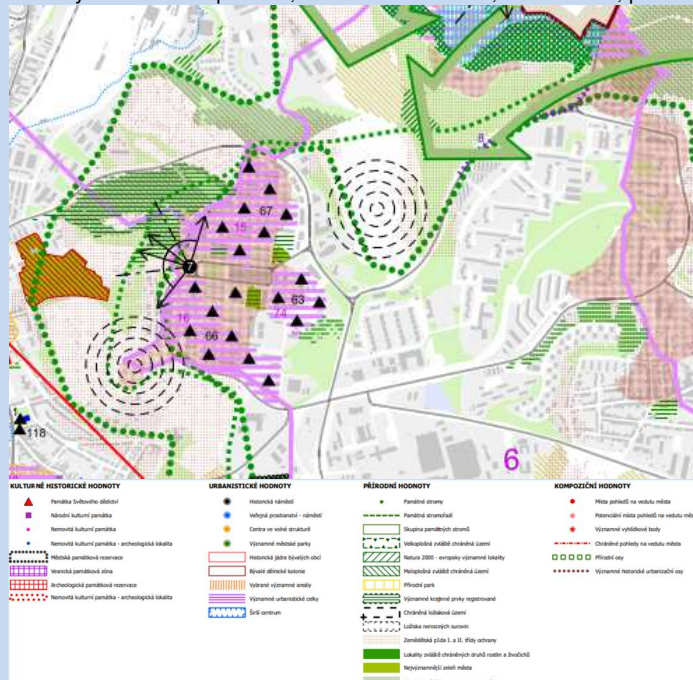 8
67
15
7
63
74
16
66
118
6
KULTURNĚ HISTORICKÉ HODNOTY
Památka Světového dědictví
Národní kulturní památka
Nemovitá kulturní památka
Nemovitá kulturní památka - archeologická lokalita
Městská památková rezervace
Vesnická památková zóna
Archeologická památková rezervace
Nemovitá kulturní památka - archeologická lokalita
URBANISTICKÉ HODNOTY
Historická náměstí
Veřejná prostranství - náměstí
Centra ve volné struktuře
Významné městské parky
Historická jádra bývalých obcí
Bývalé dělnické kolonie
Vybrané významné areály
Významné urbanistické celky
Širší centrum
PŘÍRODNÍ HODNOTY
Památné stromy
Památné stromořadí
Skupina památných stromů
Velkoplošná zvláště chráněná území
Natura 2000 - evropsky významné lokality
Maloplošná zvláště chráněná území
Přírodní park
Významné krajinné prvky registrované
Chráněná ložisková území
Ložiska nerostných surovin
Zemědělská půda I. a II. třídy ochrany
Lokality zvláště chráněných druhů rostlin a živočichů
Nejvýznamnější zeleň města
KOMPOZIČNÍ HODNOTY
Místa pohledů na vedutu města
Potenciální místa pohledů na vedutu měst
Významné vyhlídkové body
Chráněné pohledy na vedutu města
Přírodní osy
Významné historické urbanizační osy